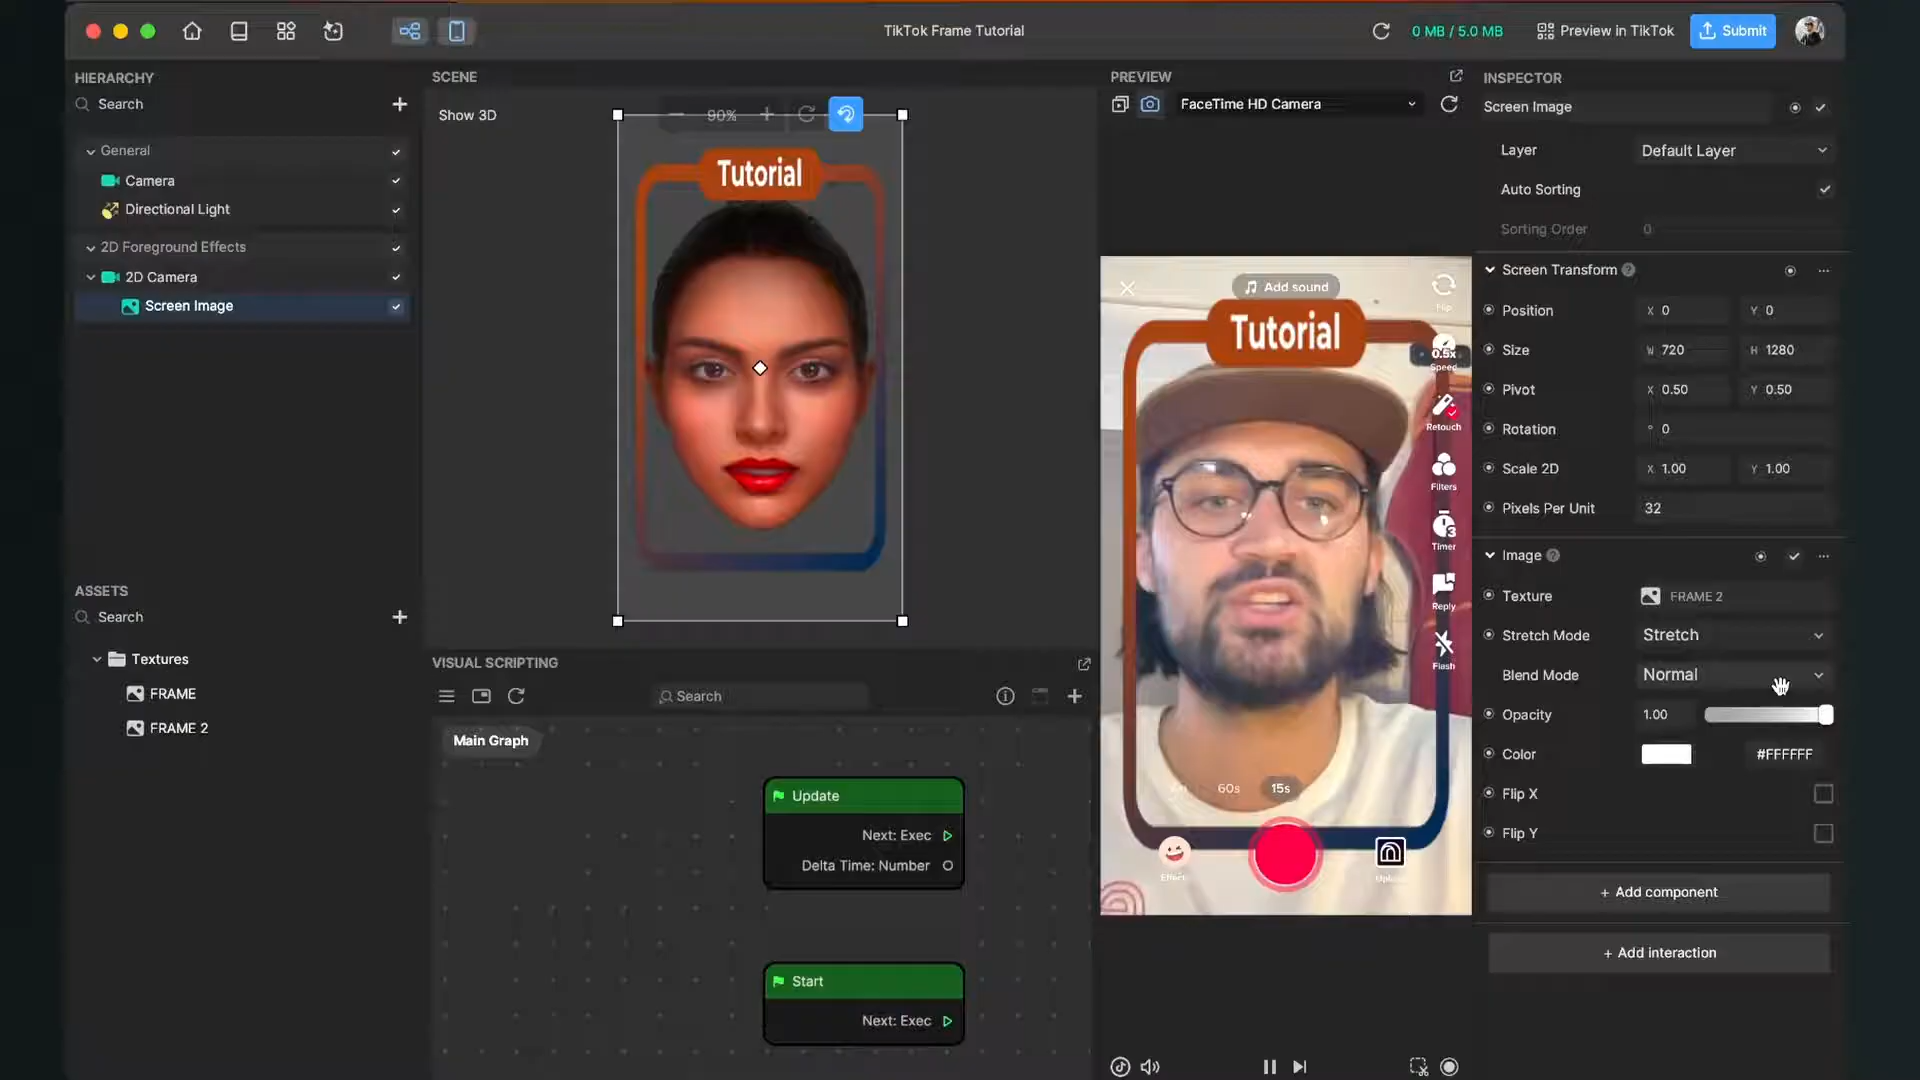 TikTok Frame Tutorial
0 MB / 5.0 MB
Preview in TikTok
Submit
HIERARCHY
Search
General
Camera
Directional Light
2D Foreground Effects
2D Camera
Screen Image
ASSETS
Search
Textures
FRAME
FRAME 2
SCENE
Show 3D
90%
Tutorial
VISUAL SCRIPTING
Search
Main Graph
Update
Next: Exec
Delta Time: Number
Start
Next: Exec
PREVIEW
FaceTime HD Camera
Add sound
Flip
Tutorial
0.5x
Speed
Retouch
Filters
3
Timer
Reply
Flash
60s
15s
Effect
INSPECTOR
Screen Image
Layer
Default Layer
Auto Sorting
Sorting Order
0
Screen Transform
Position
X 0
Y 0
Size
W 720
H 1280
Pivot
X 0.50
Y 0.50
Rotation
° 0
Scale 2D
X 1.00
Y 1.00
Pixels Per Unit
32
Image
Texture
FRAME 2
Stretch Mode
Stretch
Blend Mode
Normal
Opacity
1.00
Color
#FFFFFF
Flip X
Flip Y
+ Add component
+ Add interaction